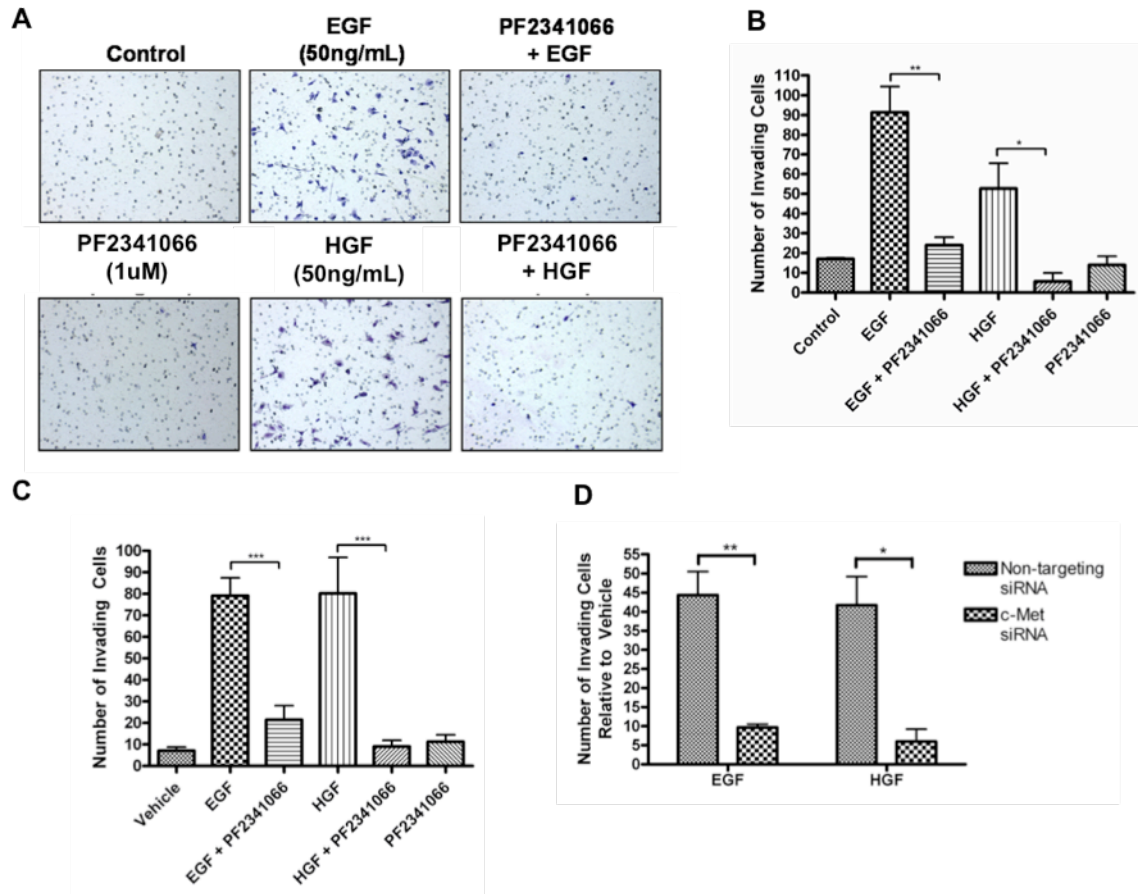 A
Control
EGF
(50ng/mL)
PF2341066
+ EGF
PF2341066
(1uM)
HGF
(50ng/mL)
PF2341066
+ HGF
B
Number of Invading Cells
110
100
90
80
70
60
50
40
30
20
10
0
**
*
Control
EGF
EGF + PF2341066
HGF
HGF + PF2341066
PF2341066
C
Number of Invading Cells
100
90
80
70
60
50
40
30
20
10
0
***
***
Vehicle
EGF
EGF + PF2341066
HGF
HGF + PF2341066
PF2341066
D
Number of Invading Cells
Relative to Vehicle
55
50
45
40
35
30
25
20
15
10
5
0
**
*
EGF
HGF
Non-targeting
siRNA
c-Met
siRNA